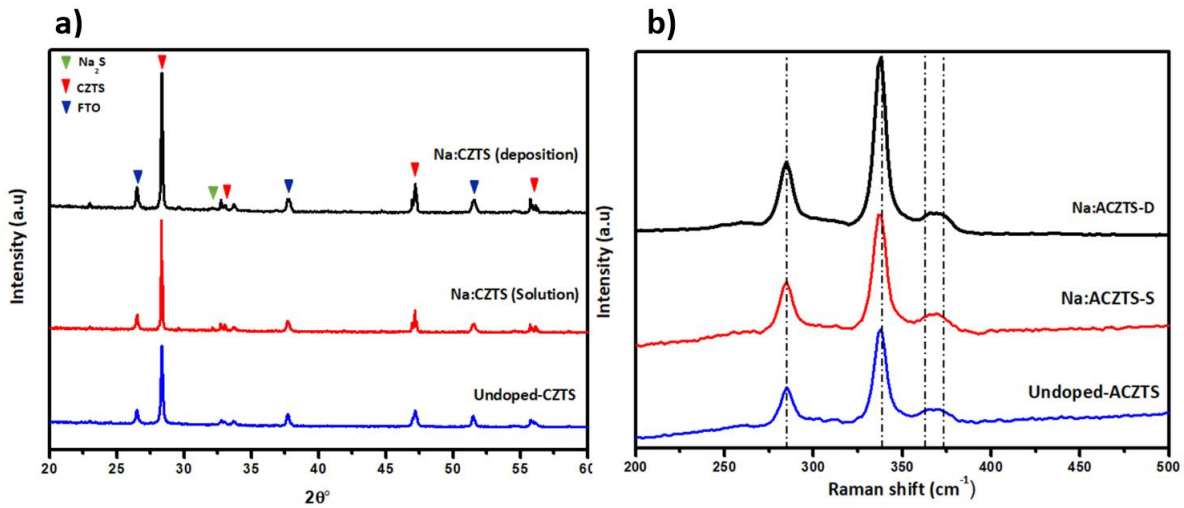 a)
Na₂S
CZTS
FTO
Na:CZTS (deposition)
Na:CZTS (Solution)
Undoped-CZTS
Intensity (a.u)
20 25 30 35 40 45 50 55 60
2θ°
b)
Na:ACZTS-D
Na:ACZTS-S
Undoped-ACZTS
Intensity (a.u)
200 250 300 350 400 450 500
Raman shift (cm⁻¹)